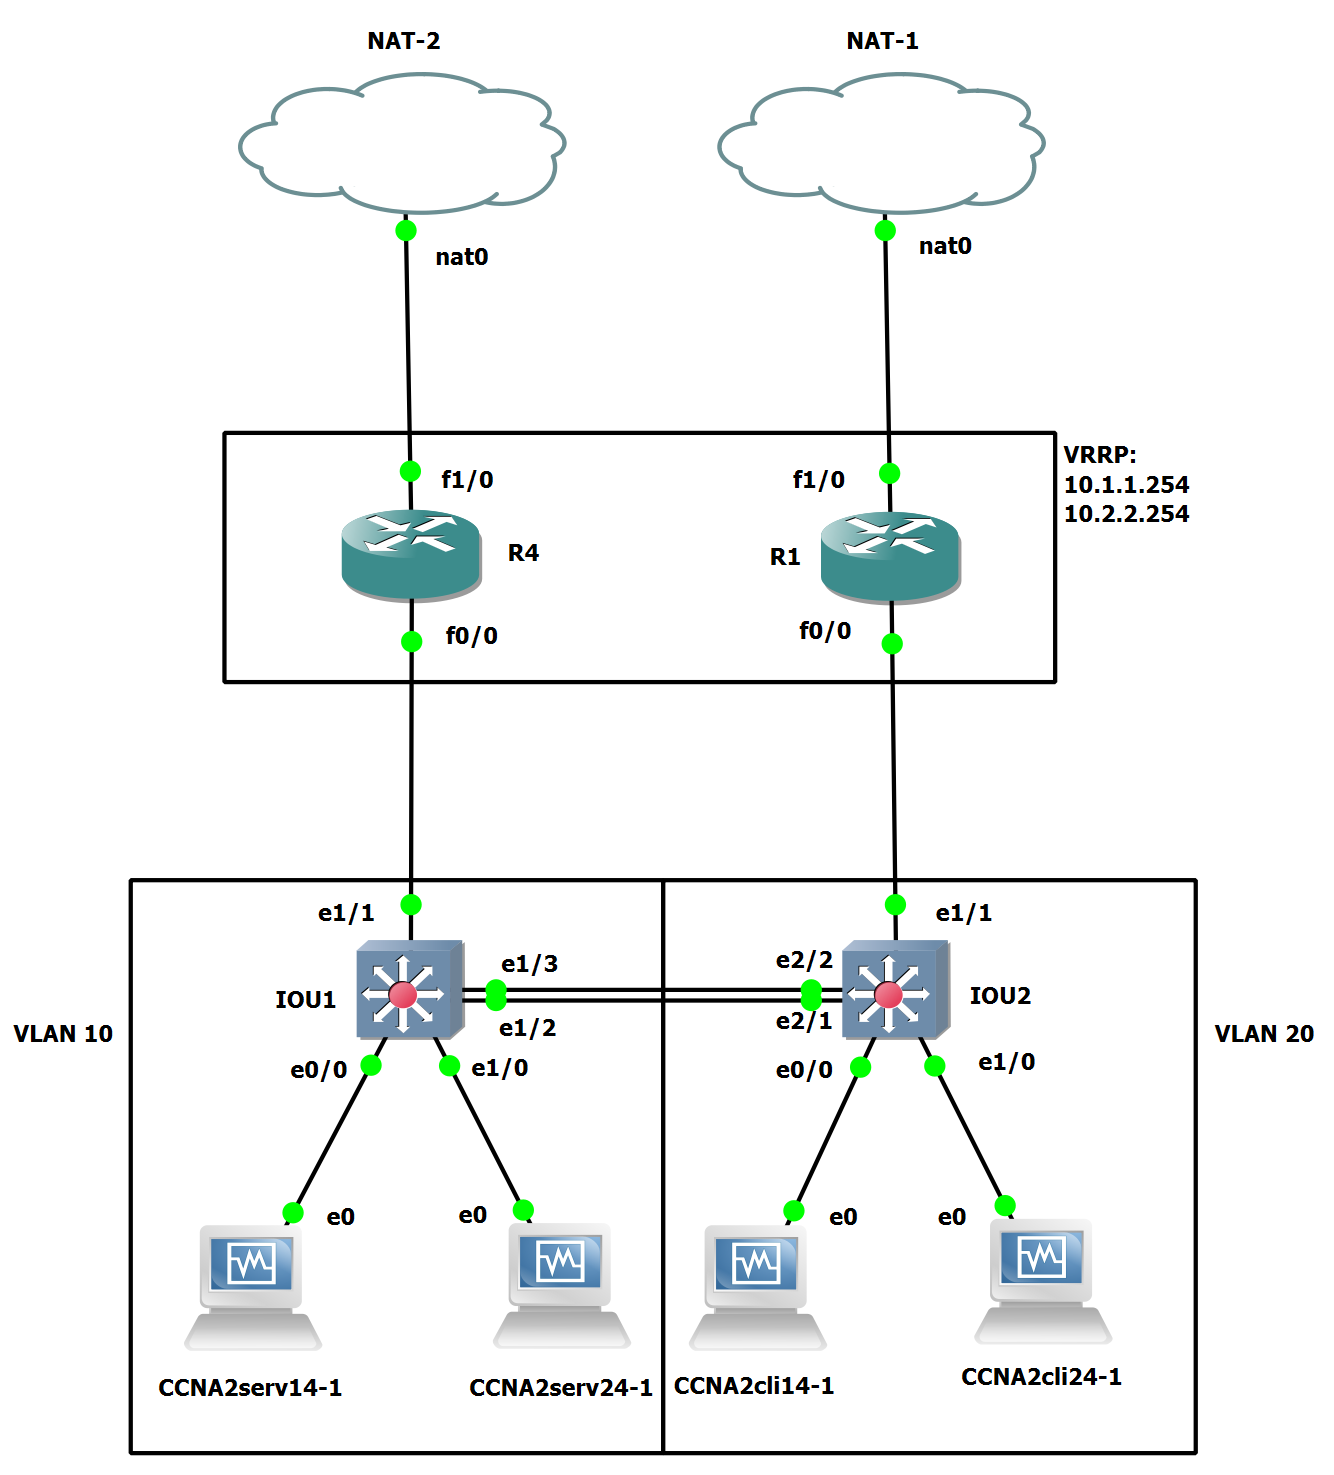 NAT-2
NAT-1
nat0
nat0
VRRP:
10.1.1.254
10.2.2.254
f1/0
f1/0
R4
R1
f0/0
f0/0
e1/1
e1/1
e1/3
e2/2
IOU1
IOU2
e1/2
e2/1
VLAN 10
VLAN 20
e0/0
e1/0
e0/0
e1/0
e0
e0
e0
e0
CCNA2serv14-1
CCNA2serv24-1
CCNA2cli14-1
CCNA2cli24-1